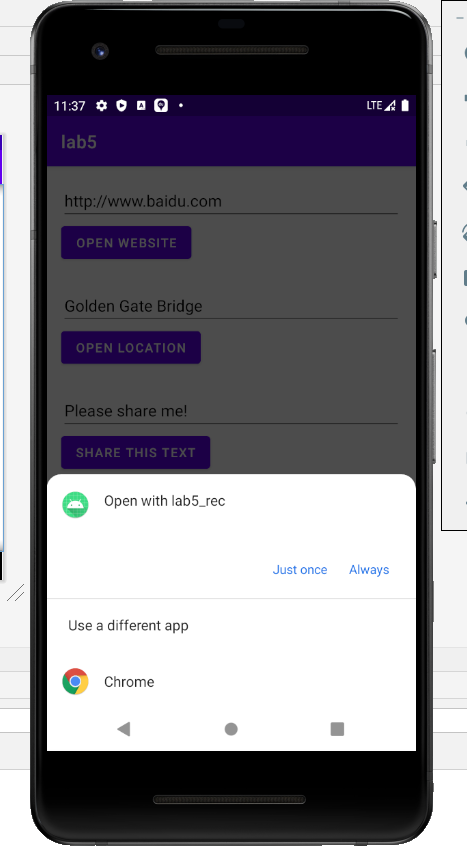 11:37
LTE
lab5
http://www.baidu.com
OPEN WEBSITE
Golden Gate Bridge
OPEN LOCATION
Please share me!
SHARE THIS TEXT
Open with lab5_rec
Just once Always
Use a different app
Chrome